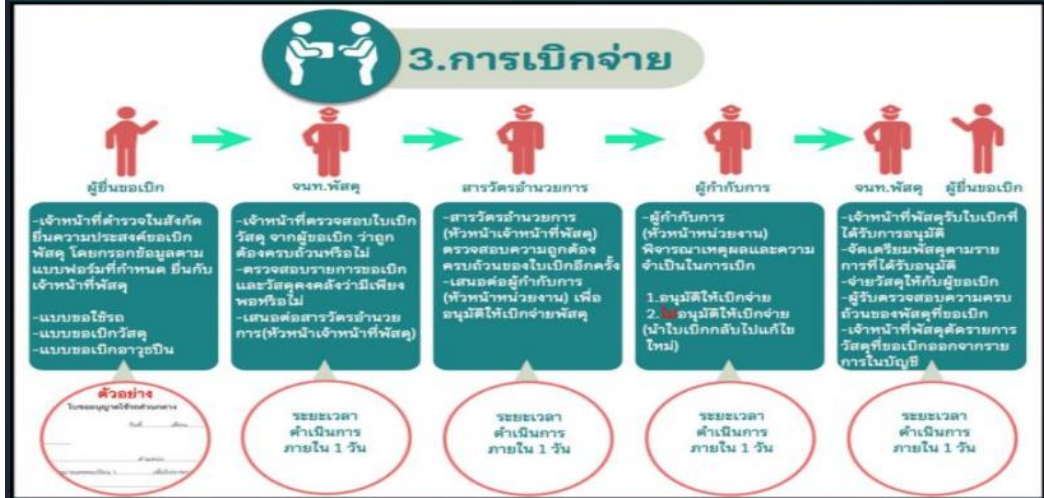 3.การเบิกจ่าย
ผู้ยื่นขอเบิก
จนท.พัสดุ
สารวัตรอำนวยการ
ผู้กำกับการ
จนท.พัสดุ
ผู้ยื่นขอเบิก
-เจ้าหน้าที่ตำรวจในสังกัด
ยื่นความประสงค์ขอเบิก
พัสดุ โดยกรอกข้อมูลตาม
แบบฟอร์มที่กำหนด ยื่นกับ
เจ้าหน้าที่พัสดุ
-แบบขอใช้รถ
-แบบขอเบิกวัสดุ
-แบบขอเบิกอาวุธปืน
-เจ้าหน้าที่ตรวจสอบใบเบิก
วัสดุ จากผู้ขอเบิก ว่าถูก
ต้องครบถ้วนหรือไม่
-ตรวจสอบรายการขอเบิก
และวัสดุคงคลังว่ามีเพียง
พอหรือไม่
-เสนอต่อสารวัตรอำนวย
การ(หัวหน้าเจ้าหน้าที่พัสดุ)
-สารวัตรอำนวยการ
(หัวหน้าเจ้าหน้าที่พัสดุ)
ตรวจสอบความถูกต้อง
ครบถ้วนของใบเบิกอีกครั้ง
-เสนอต่อผู้กำกับการ
(หัวหน้าหน่วยงาน) เพื่อ
อนุมัติให้เบิกจ่ายพัสดุ
-ผู้กำกับการ
(หัวหน้าหน่วยงาน)
พิจารณาเหตุผลและความ
จำเป็นในการเบิก
1.อนุมัติให้เบิกจ่าย
2.ไม่อนุมัติให้เบิกจ่าย
(นำใบเบิกกลับไปแก้ไข
ใหม่)
-เจ้าหน้าที่พัสดุรับใบเบิกที่
ได้รับการอนุมัติ
-จัดเตรียมพัสดุตามราย
การที่ได้รับอนุมัติ
-จ่ายวัสดุให้กับผู้ขอเบิก
-ผู้รับตรวจสอบความครบ
ถ้วนของพัสดุที่ขอเบิก
-เจ้าหน้าที่พัสดุตัดรายการ
วัสดุที่ขอเบิกออกจากราย
การในบัญชี
ตัวอย่าง
ใบขออนุญาตใช้รถส่วนกลาง
ระยะเวลา
ดำเนินการ
ภายใน 1 วัน
ระยะเวลา
ดำเนินการ
ภายใน 1 วัน
ระยะเวลา
ดำเนินการ
ภายใน 1 วัน
ระยะเวลา
ดำเนินการ
ภายใน 1 วัน